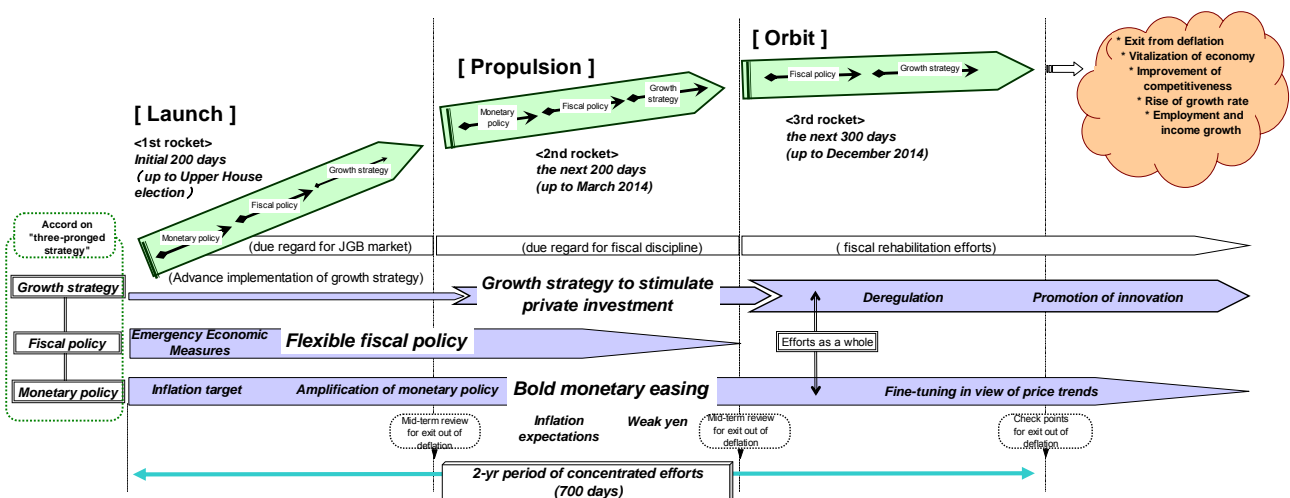 [ Launch ]
<1st rocket>
Initial 200 days
( up to Upper House
election )
Monetary policy
Fiscal policy
Growth strategy
[ Propulsion ]
Monetary
policy
Fiscal policy
Growth
strategy
<2nd rocket>
the next 200 days
(up to March 2014)
[ Orbit ]
Fiscal policy
Growth strategy
<3rd rocket>
the next 300 days
(up to December 2014)
* Exit from deflation
* Vitalization of economy
* Improvement of
competitiveness
* Rise of growth rate
* Employment and
income growth
Accord on
"three-pronged
strategy"
(due regard for JGB market)
(due regard for fiscal discipline)
( fiscal rehabilitation efforts)
(Advance implementation of growth strategy)
Growth strategy
Growth strategy to stimulate
private investment
Deregulation
Promotion of innovation
Fiscal policy
Emergency Economic
Measures
Flexible fiscal policy
Efforts as a whole
Monetary policy
Inflation target
Amplification of monetary policy
Bold monetary easing
Fine-tuning in view of price trends
Mid-term review
for exit out of
deflation
Inflation
expectations
Weak yen
Mid-term review
for exit out of
deflation
Check points
for exit out of
deflation
2-yr period of concentrated efforts
(700 days)